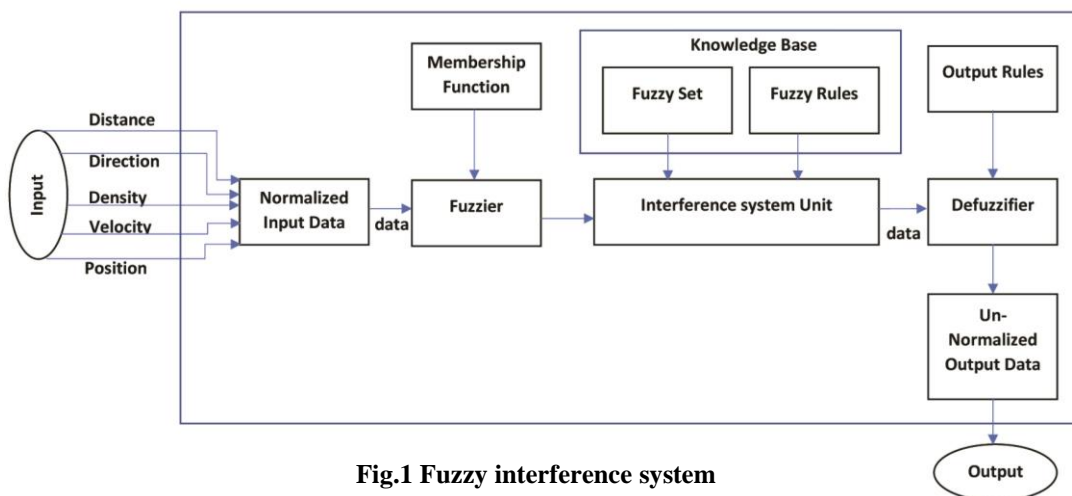 Knowledge Base
Membership
Function
Fuzzy Set
Fuzzy Rules
Output Rules
Input
Distance
Direction
Density
Velocity
Position
Normalized
Input Data
data
Fuzzier
Interference system Unit
data
Defuzzifier
Un-
Normalized
Output Data
Output
Fig.1 Fuzzy interference system